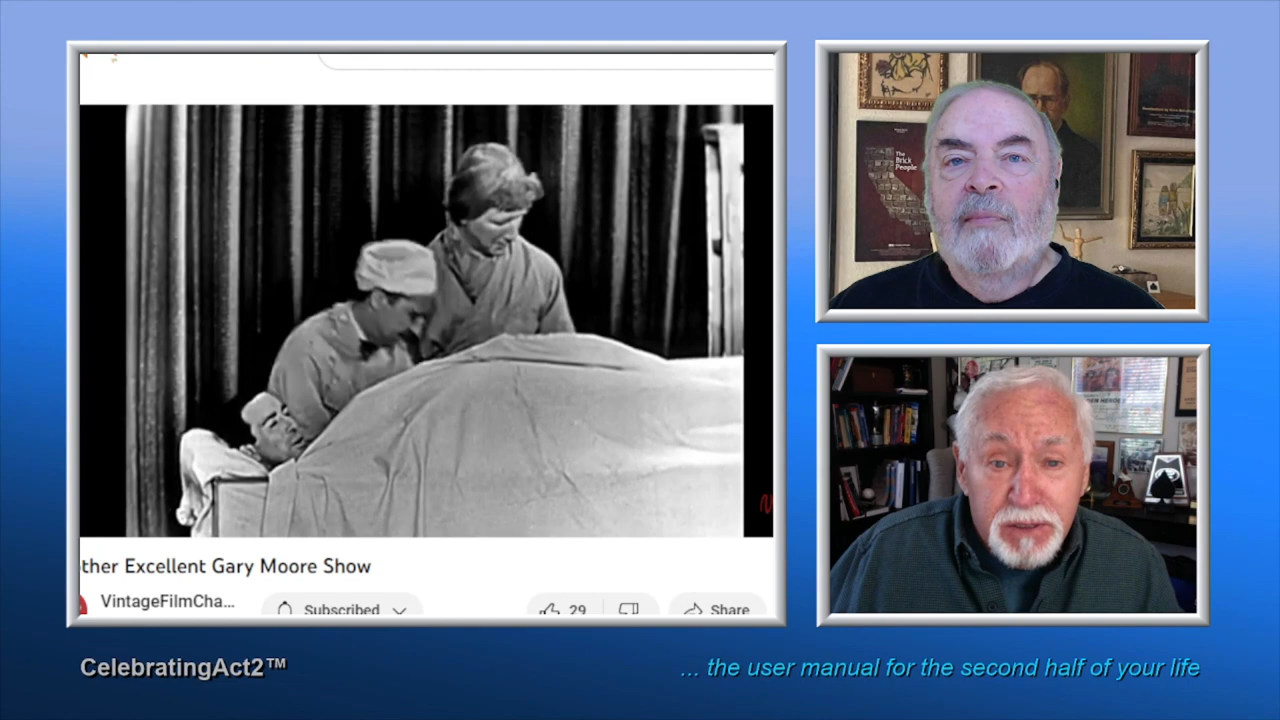 ther Excellent Gary Moore Show
VintageFilmCha...
Subscribed
29
Share
The
Brick
People
CelebratingAct2™
... the user manual for the second half of your life